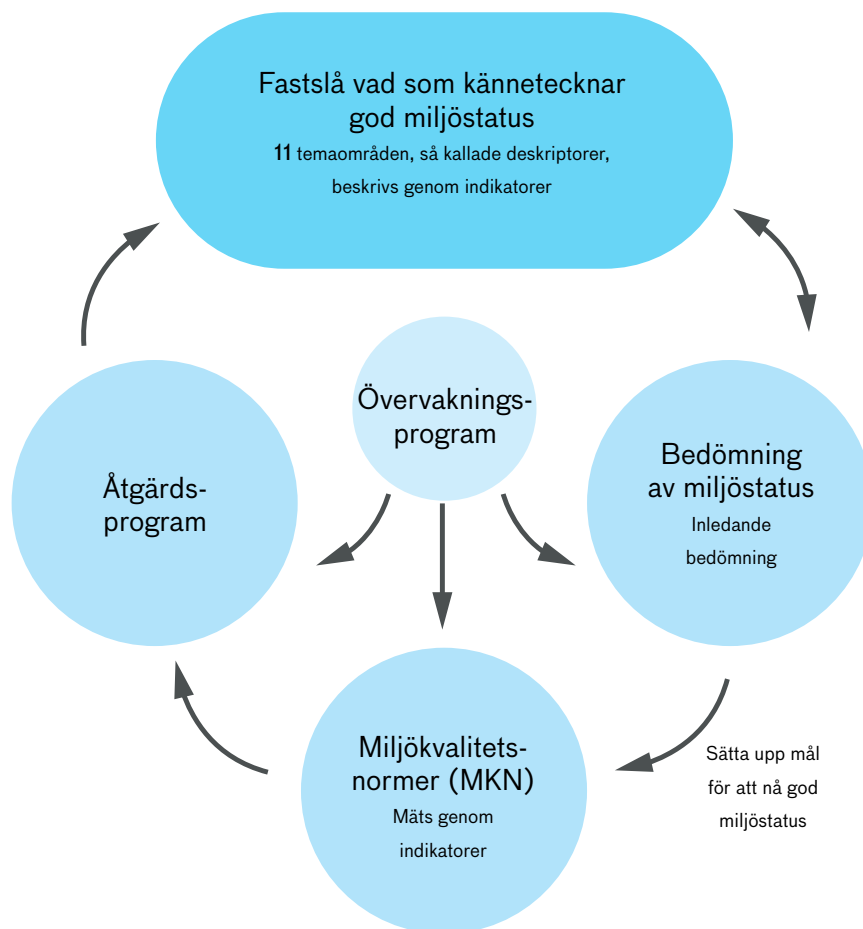 Fastslå vad som kännetecknar
god miljöstatus
11 temaområden, så kallade deskriptorer,
beskrivs genom indikatorer
Övervaknings-
program
Bedömning
av miljöstatus
Inledande
bedömning
Åtgärds-
program
Miljökvalitets-
normer (MKN)
Mäts genom
indikatorer
Sätta upp mål
för att nå god
miljöstatus